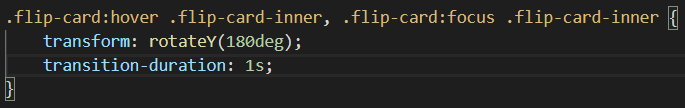 .flip-card:hover .flip-card-inner, .flip-card:focus .flip-card-inner {
    transform: rotateY(180deg);
    transition-duration: 1s;
}